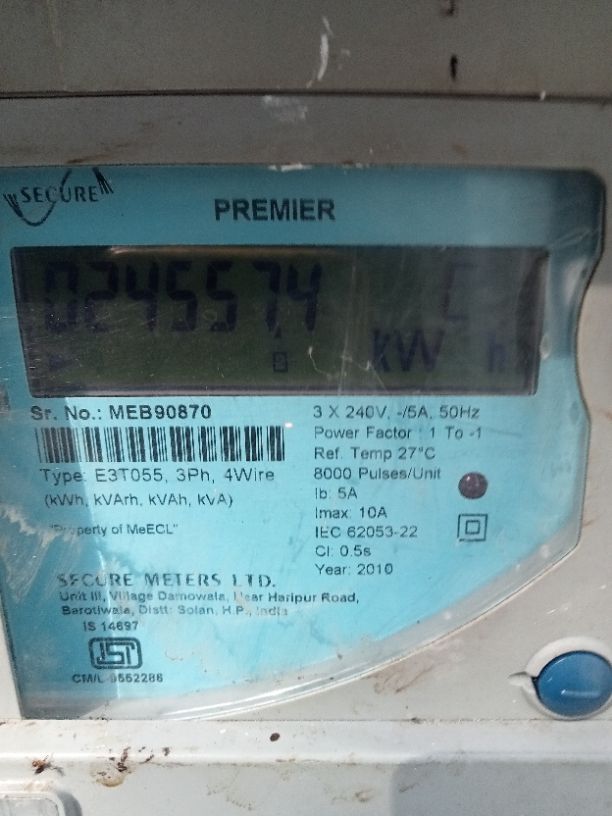 SECURE
PREMIER
024557.4 C
kW h
Sr. No.: MEB90870
Type: E3T055, 3Ph, 4Wire
(kWh, kVArh, kVAh, kVA)
"Property of MeECL"
3 X 240V, -/5A, 50Hz
Power Factor : 1 To -1
Ref. Temp 27°C
8000 Pulses/Unit
Ib: 5A
Imax: 10A
IEC 62053-22
Cl: 0.5s
Year: 2010
SECURE METERS LTD.
Unit III, Village Damowala, Near Haripur Road,
Barotiwala, Distt: Solan, H.P., India
IS 14697
CM/L-9552286